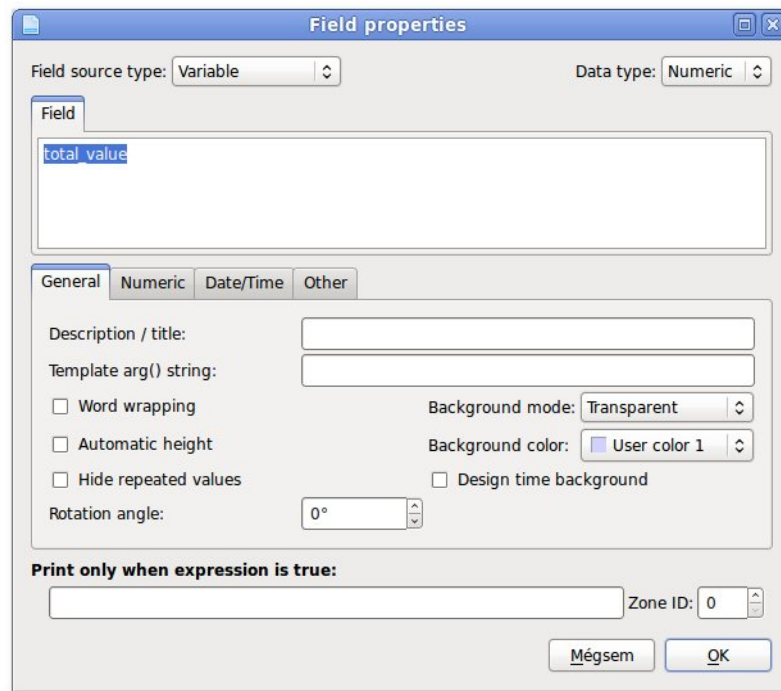 Field properties
Field source type: Variable Data type: Numeric
Field
total_value
General Numeric Date/Time Other
Description / title:
Template arg() string:
Word wrapping Background mode: Transparent
Automatic height Background color: User color 1
Hide repeated values Design time background
Rotation angle: 0°
Print only when expression is true:
Zone ID: 0
Mégsem OK